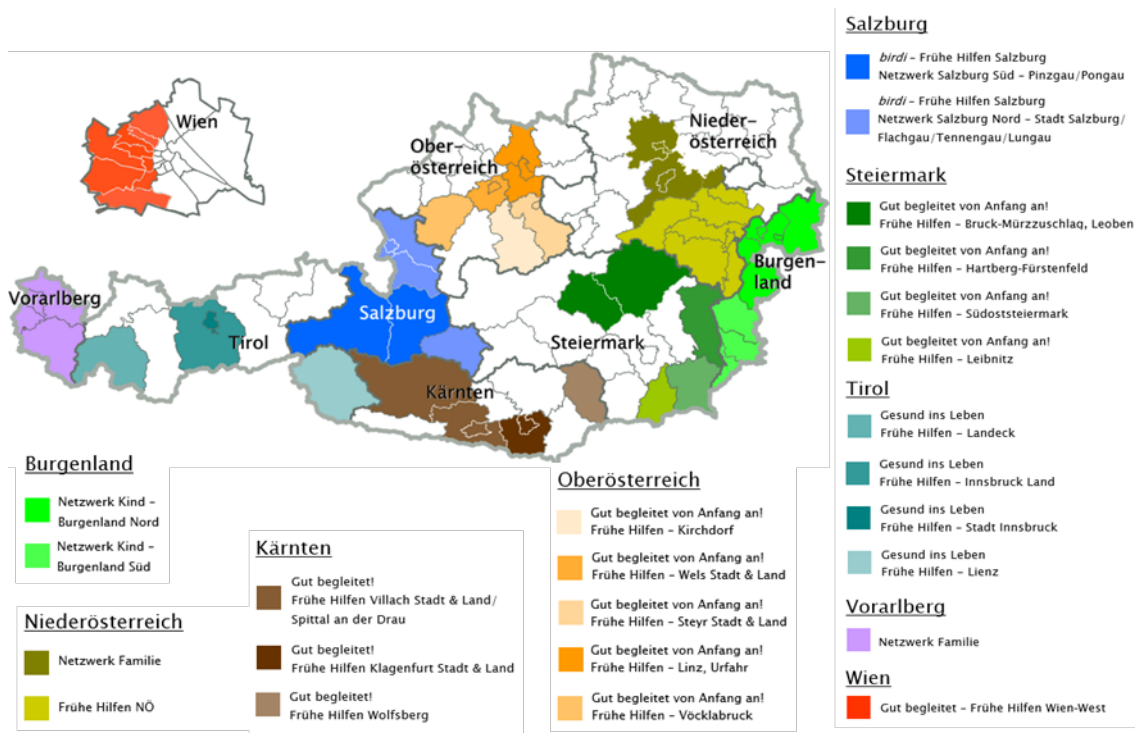 Wien
Ober-
österreich
Nieder-
österreich
Burgen-
land
Vorarlberg
Tirol
Salzburg
Steiermark
Kärnten
Burgenland
Netzwerk Kind –
Burgenland Nord
Netzwerk Kind –
Burgenland Süd
Niederösterreich
Netzwerk Familie
Frühe Hilfen NÖ
Kärnten
Gut begleitet!
Frühe Hilfen Villach Stadt & Land/
Spittal an der Drau
Gut begleitet!
Frühe Hilfen Klagenfurt Stadt & Land
Gut begleitet!
Frühe Hilfen Wolfsberg
Oberösterreich
Gut begleitet von Anfang an!
Frühe Hilfen – Kirchdorf
Gut begleitet von Anfang an!
Frühe Hilfen – Wels Stadt & Land
Gut begleitet von Anfang an!
Frühe Hilfen – Steyr Stadt & Land
Gut begleitet von Anfang an!
Frühe Hilfen – Linz, Urfahr
Gut begleitet von Anfang an!
Frühe Hilfen – Vöcklabruck
Salzburg
birdi – Frühe Hilfen Salzburg
Netzwerk Salzburg Süd – Pinzgau/Pongau
birdi – Frühe Hilfen Salzburg
Netzwerk Salzburg Nord – Stadt Salzburg/
Flachgau/Tennengau/Lungau
Steiermark
Gut begleitet von Anfang an!
Frühe Hilfen – Bruck-Mürzzuschlag, Leoben
Gut begleitet von Anfang an!
Frühe Hilfen – Hartberg-Fürstenfeld
Gut begleitet von Anfang an!
Frühe Hilfen – Südoststeiermark
Gut begleitet von Anfang an!
Frühe Hilfen – Leibnitz
Tirol
Gesund ins Leben
Frühe Hilfen – Landeck
Gesund ins Leben
Frühe Hilfen – Innsbruck Land
Gesund ins Leben
Frühe Hilfen – Stadt Innsbruck
Gesund ins Leben
Frühe Hilfen – Lienz
Vorarlberg
Netzwerk Familie
Wien
Gut begleitet – Frühe Hilfen Wien-West